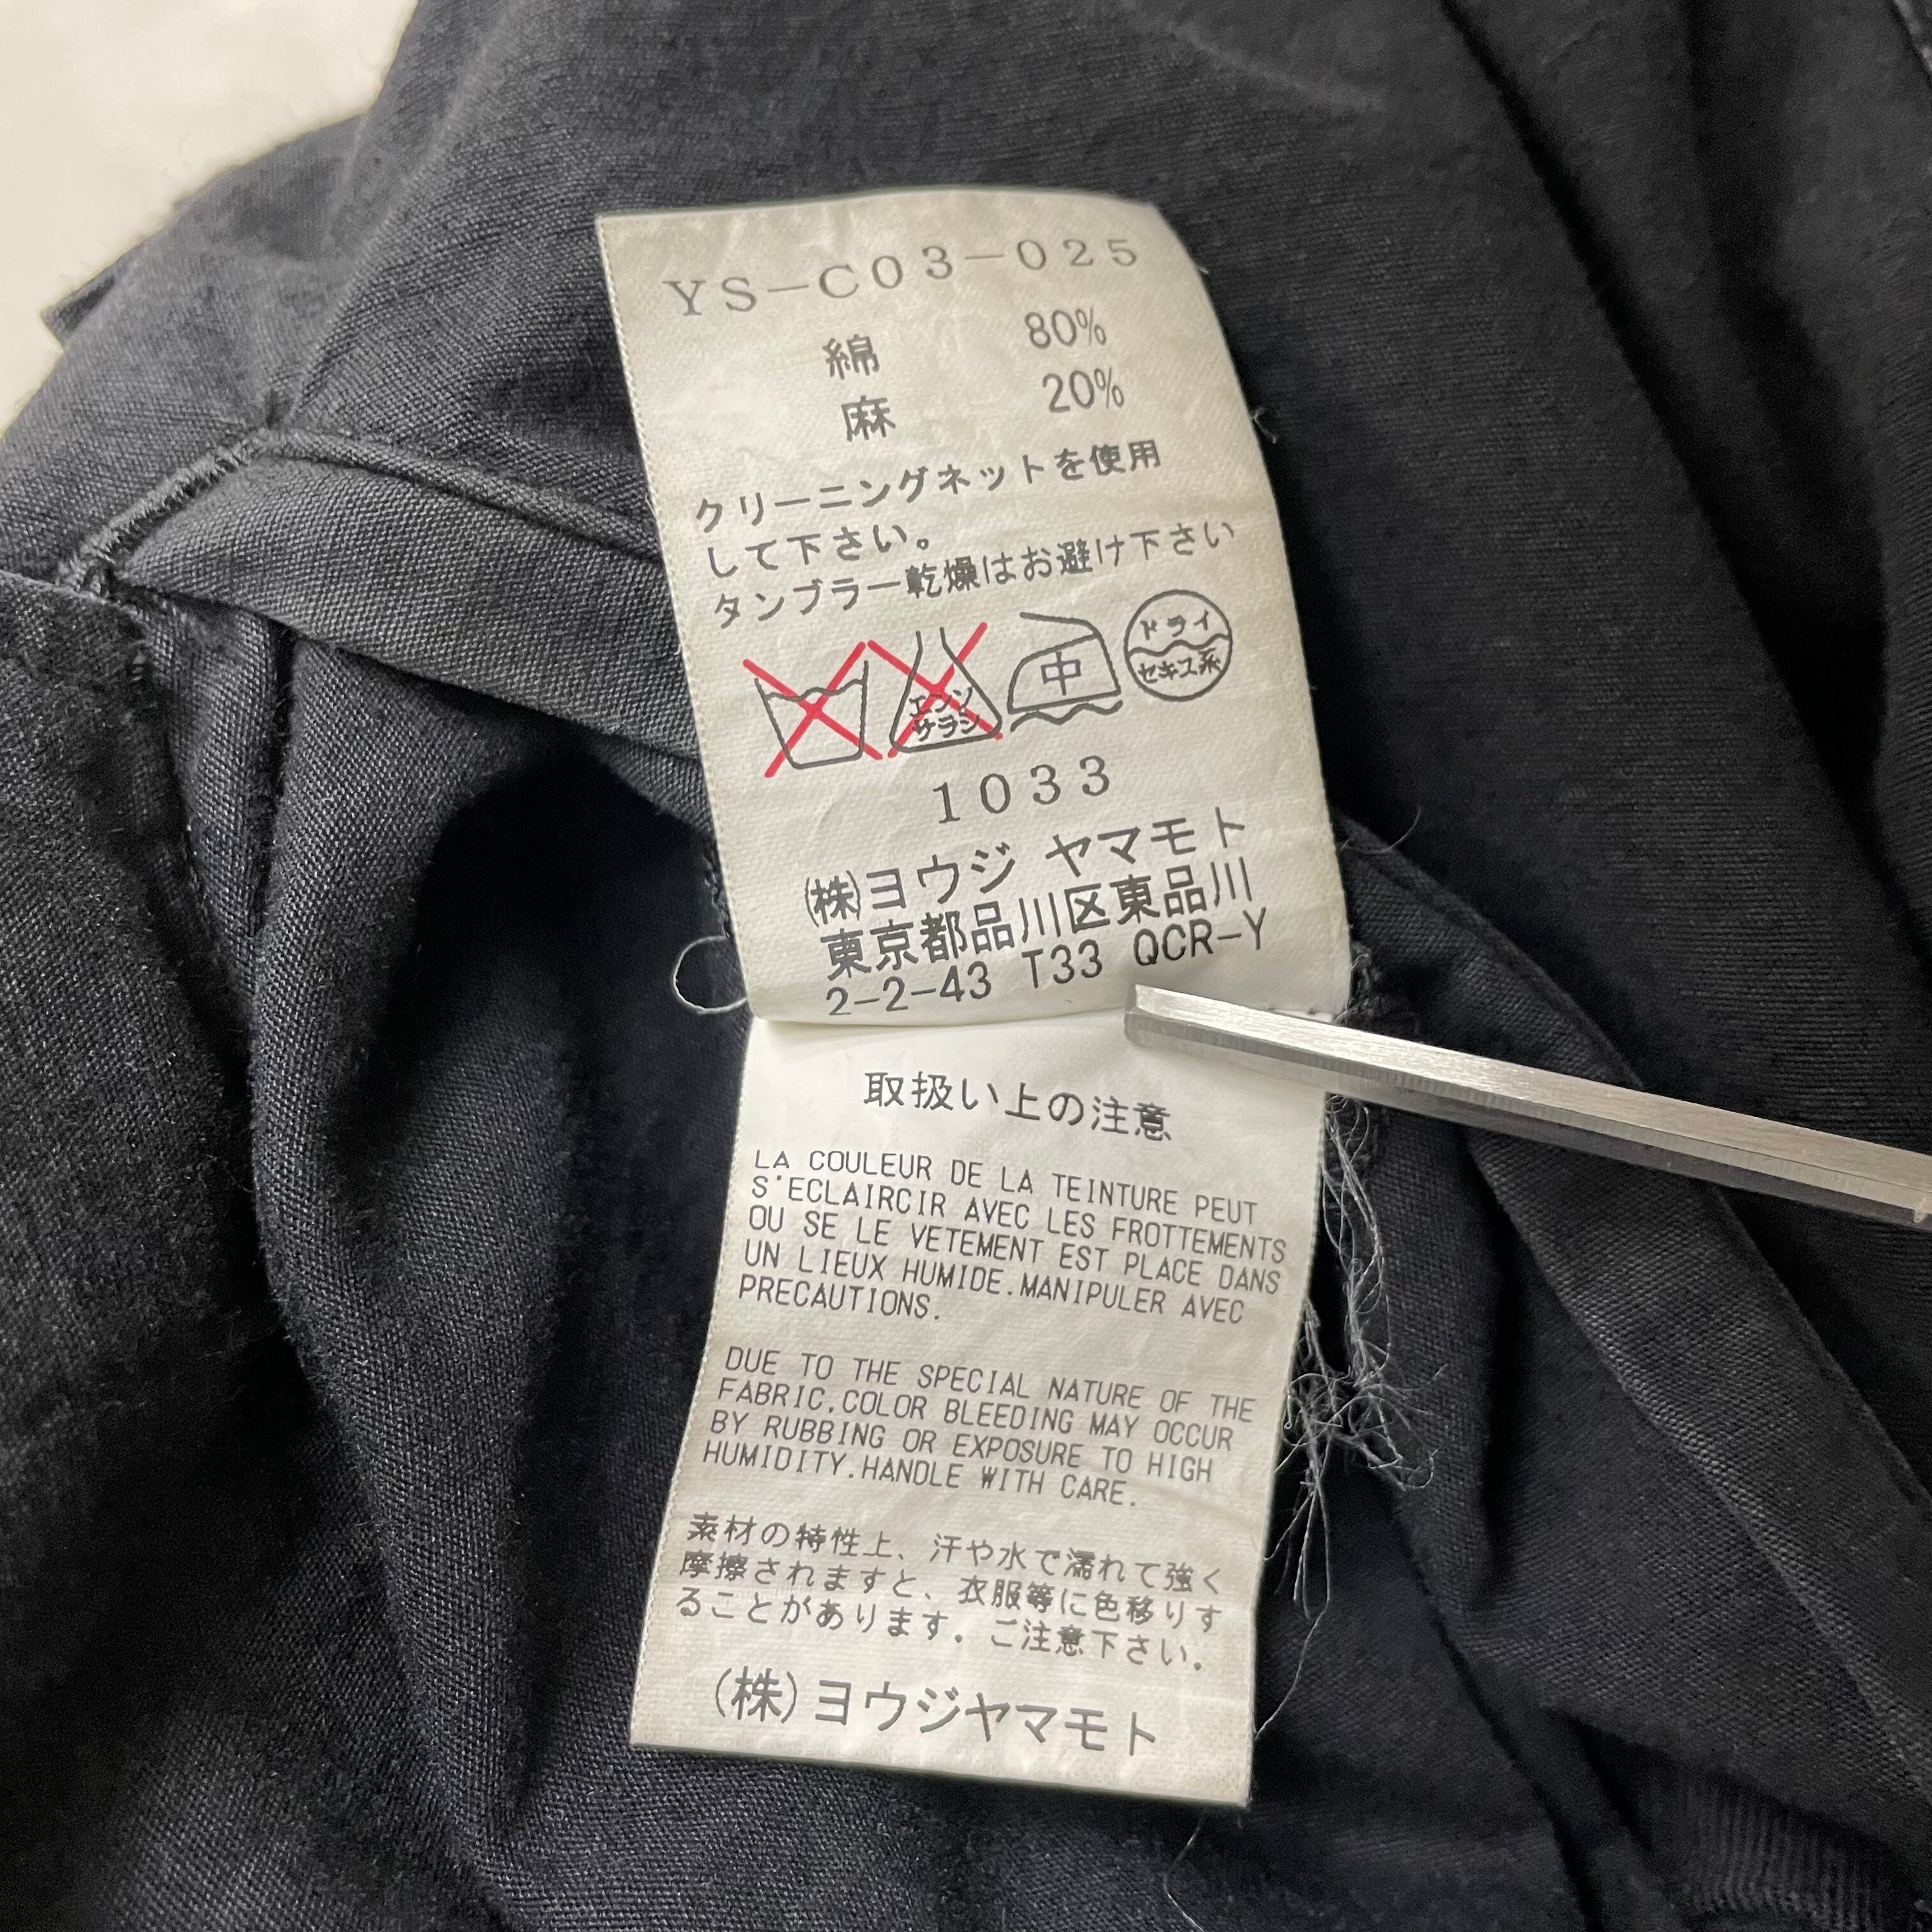 YS-C03-025
綿 80%
麻 20%
クリーニングネットを使用
して下さい。
タンブラー乾燥はお避け下さい
エンソ
サラシ
中
ドライ
セキユ系
1033
㈱ヨウジ ヤマモト
東京都品川区東品川
2-2-43 T33 QCR-Y
取扱い上の注意
LA COULEUR DE LA TEINTURE PEUT
S'ECLAIRCIR AVEC LES FROTTEMENTS
OU SE LE VETEMENT EST PLACE DANS
UN LIEUX HUMIDE.MANIPULER AVEC
PRECAUTIONS.
DUE TO THE SPECIAL NATURE OF THE
FABRIC,COLOR BLEEDING MAY OCCUR
BY RUBBING OR EXPOSURE TO HIGH
HUMIDITY.HANDLE WITH CARE.
素材の特性上、汗や水で濡れて強く
摩擦されますと、衣服等に色移りす
ることがあります。ご注意下さい。
(株)ヨウジヤマモト